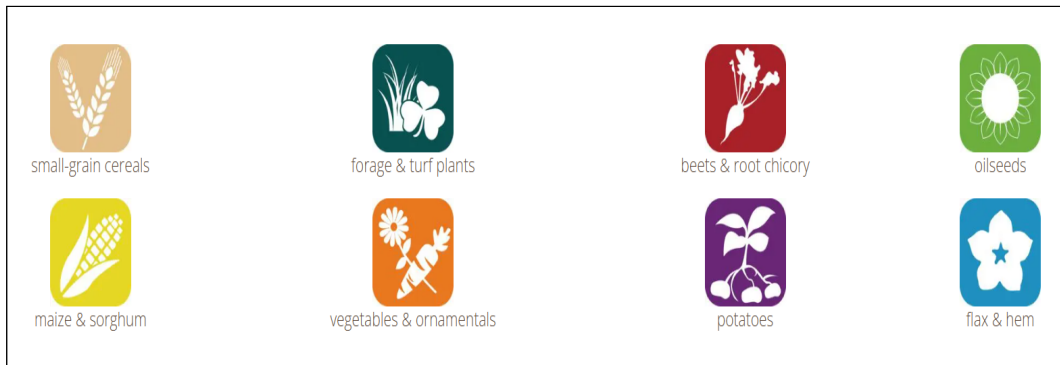 small-grain cereals
forage & turf plants
beets & root chicory
oilseeds
maize & sorghum
vegetables & ornamentals
potatoes
flax & hem